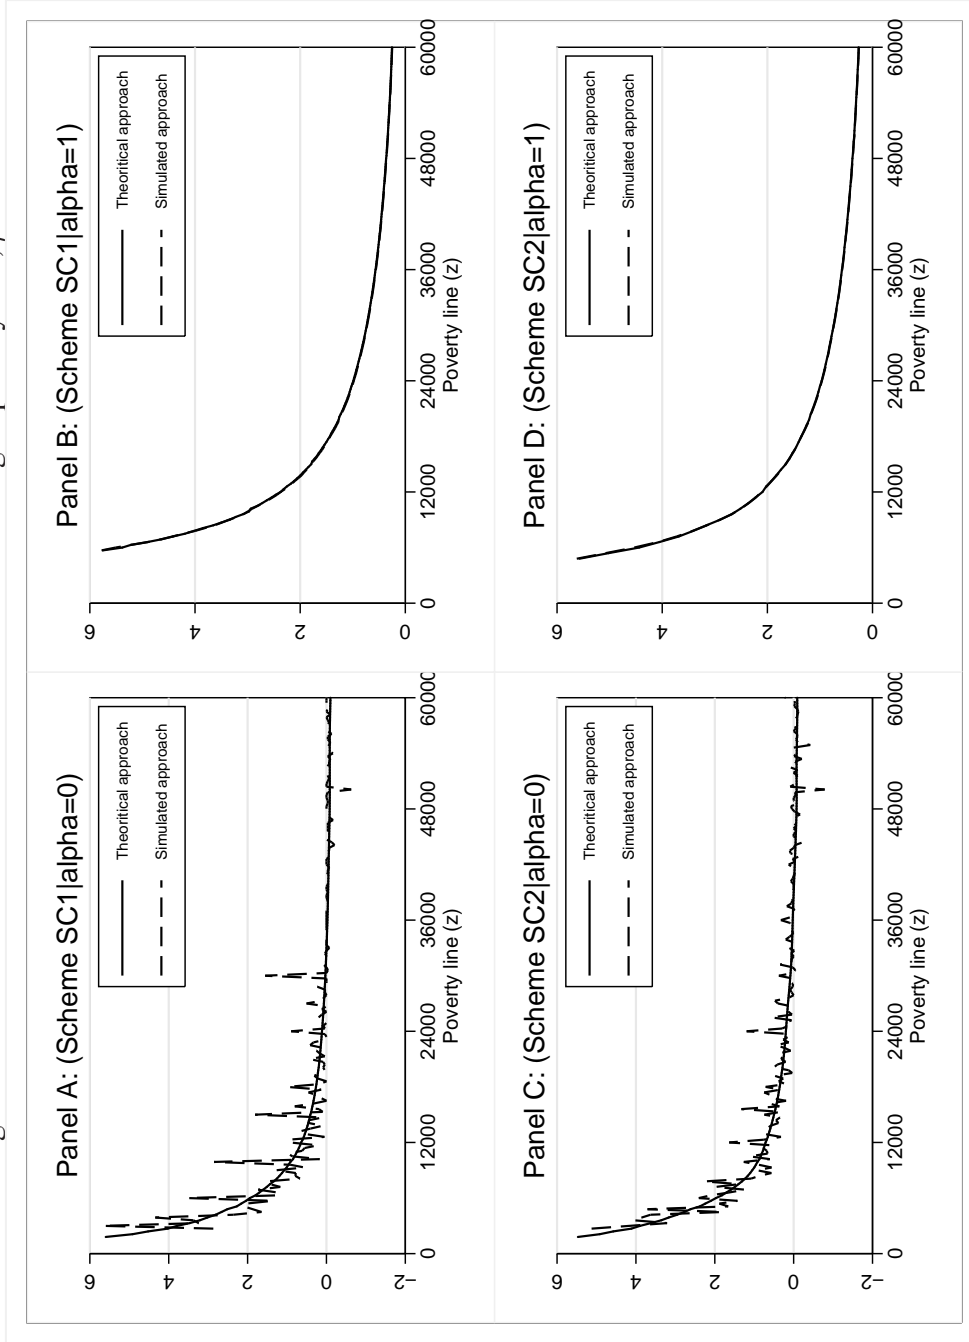 Panel A: (Scheme SC1|alpha=0)
Theoritical approach
Simulated approach
6
4
2
0
−2
0
12000
24000
36000
48000
60000
Poverty line (z)
Panel B: (Scheme SC1|alpha=1)
Theoritical approach
Simulated approach
6
4
2
0
0
12000
24000
36000
48000
60000
Poverty line (z)
Panel C: (Scheme SC2|alpha=0)
Theoritical approach
Simulated approach
6
4
2
0
−2
0
12000
24000
36000
48000
60000
Poverty line (z)
Panel D: (Scheme SC2|alpha=1)
Theoritical approach
Simulated approach
6
4
2
0
0
12000
24000
36000
48000
60000
Poverty line (z)